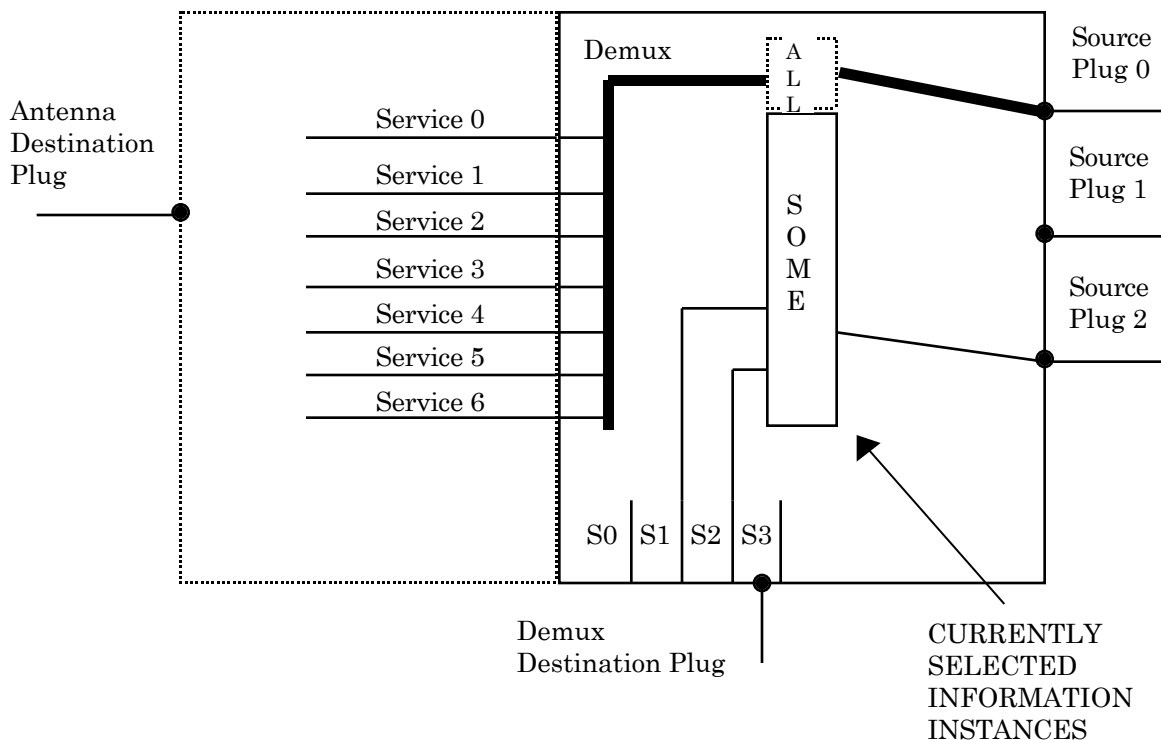 Demux
A
L
L
Source
Plug 0
Antenna
Destination
Plug
Service 0
Service 1
Service 2
Service 3
Service 4
Service 5
Service 6
S
O
M
E
Source
Plug 1
Source
Plug 2
S0 S1 S2 S3
Demux
Destination Plug
CURRENTLY
SELECTED
INFORMATION
INSTANCES